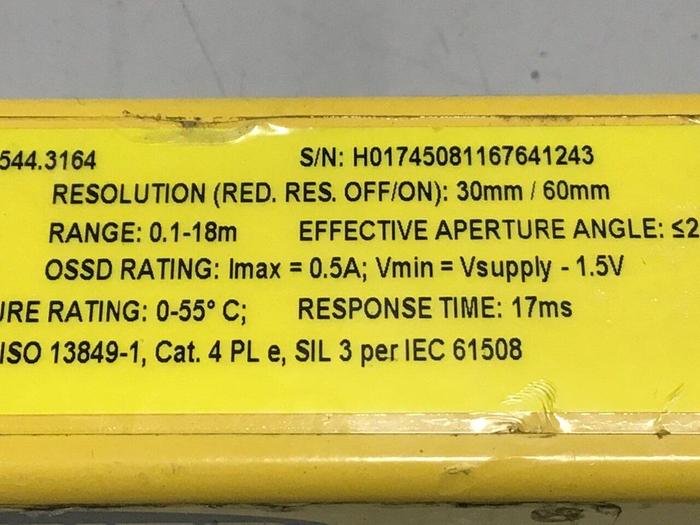 544.3164 S/N: H01745081167641243
RESOLUTION (RED. RES. OFF/ON): 30mm / 60mm
RANGE: 0.1-18m EFFECTIVE APERTURE ANGLE: ≤2
OSSD RATING: Imax = 0.5A; Vmin = Vsupply - 1.5V
URE RATING: 0-55° C; RESPONSE TIME: 17ms
ISO 13849-1, Cat. 4 PL e, SIL 3 per IEC 61508